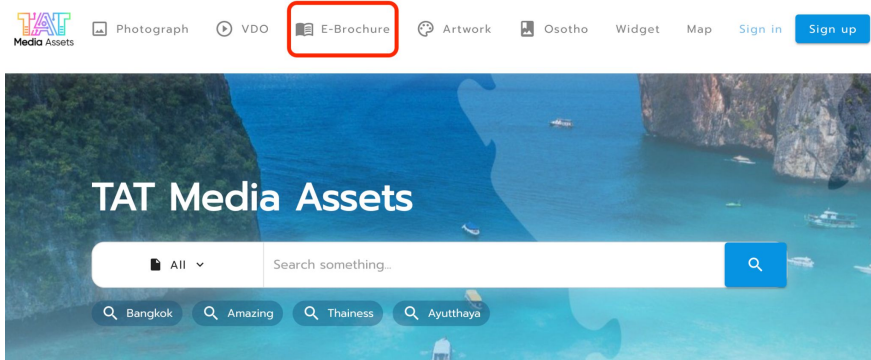 TAT
Media Assets
Photograph
VDO
E-Brochure
Artwork
Osotho
Widget
Map
Sign in
Sign up
TAT Media Assets
All
Search something...
Bangkok
Amazing
Thainess
Ayutthaya